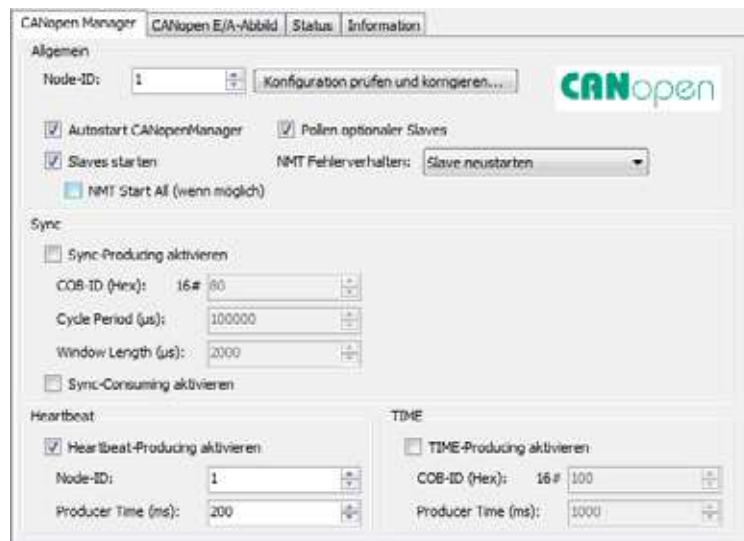 CANopen Manager CANopen E/A-Abbild Status Information
Allgemein
Node-ID: 1 Konfiguration prüfen und korrigieren... CANopen
Autostart CANopenManager Pollen optionaler Slaves
Slaves starten NMT Fehlerverhalten: Slave neustarten
NMT Start All (wenn möglich)
Sync
Sync-Producing aktivieren
COB-ID (Hex): 16# 80
Cycle Period (µs): 100000
Window Length (µs): 2000
Sync-Consuming aktivieren
Heartbeat TIME
Heartbeat-Producing aktivieren TIME-Producing aktivieren
Node-ID: 1 COB-ID (Hex): 16# 100
Producer Time (ms): 200 Producer Time (ms): 1000